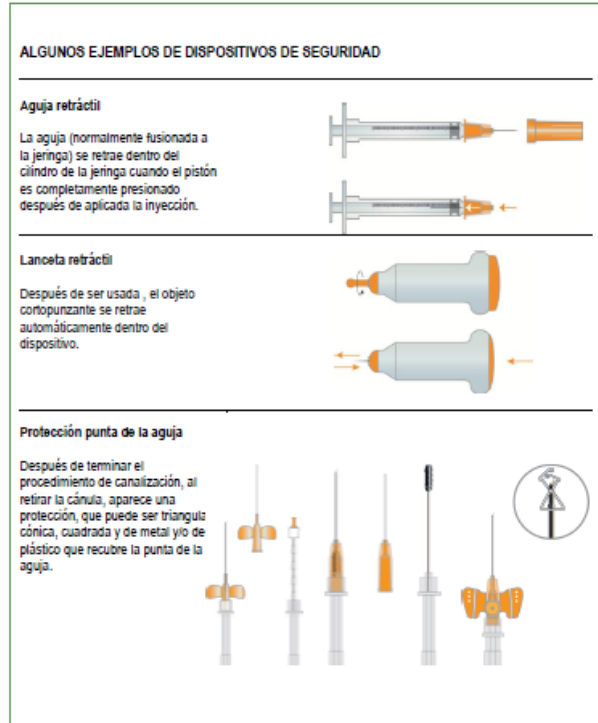 ALGUNOS EJEMPLOS DE DISPOSITIVOS DE SEGURIDAD
Aguja retráctil
La aguja (normalmente fusionada a
la jeringa) se retrae dentro del
cilindro de la jeringa cuando el pistón
es completamente presionado
después de aplicada la inyección.
Lanceta retráctil
Después de ser usada , el objeto
cortopunzante se retrae
automáticamente dentro del
dispositivo.
Protección punta de la aguja
Después de terminar el
procedimiento de canalización, al
retirar la cánula, aparece una
protección, que puede ser triangula
cónica, cuadrada y de metal y/o de
plástico que recubre la punta de la
aguja.